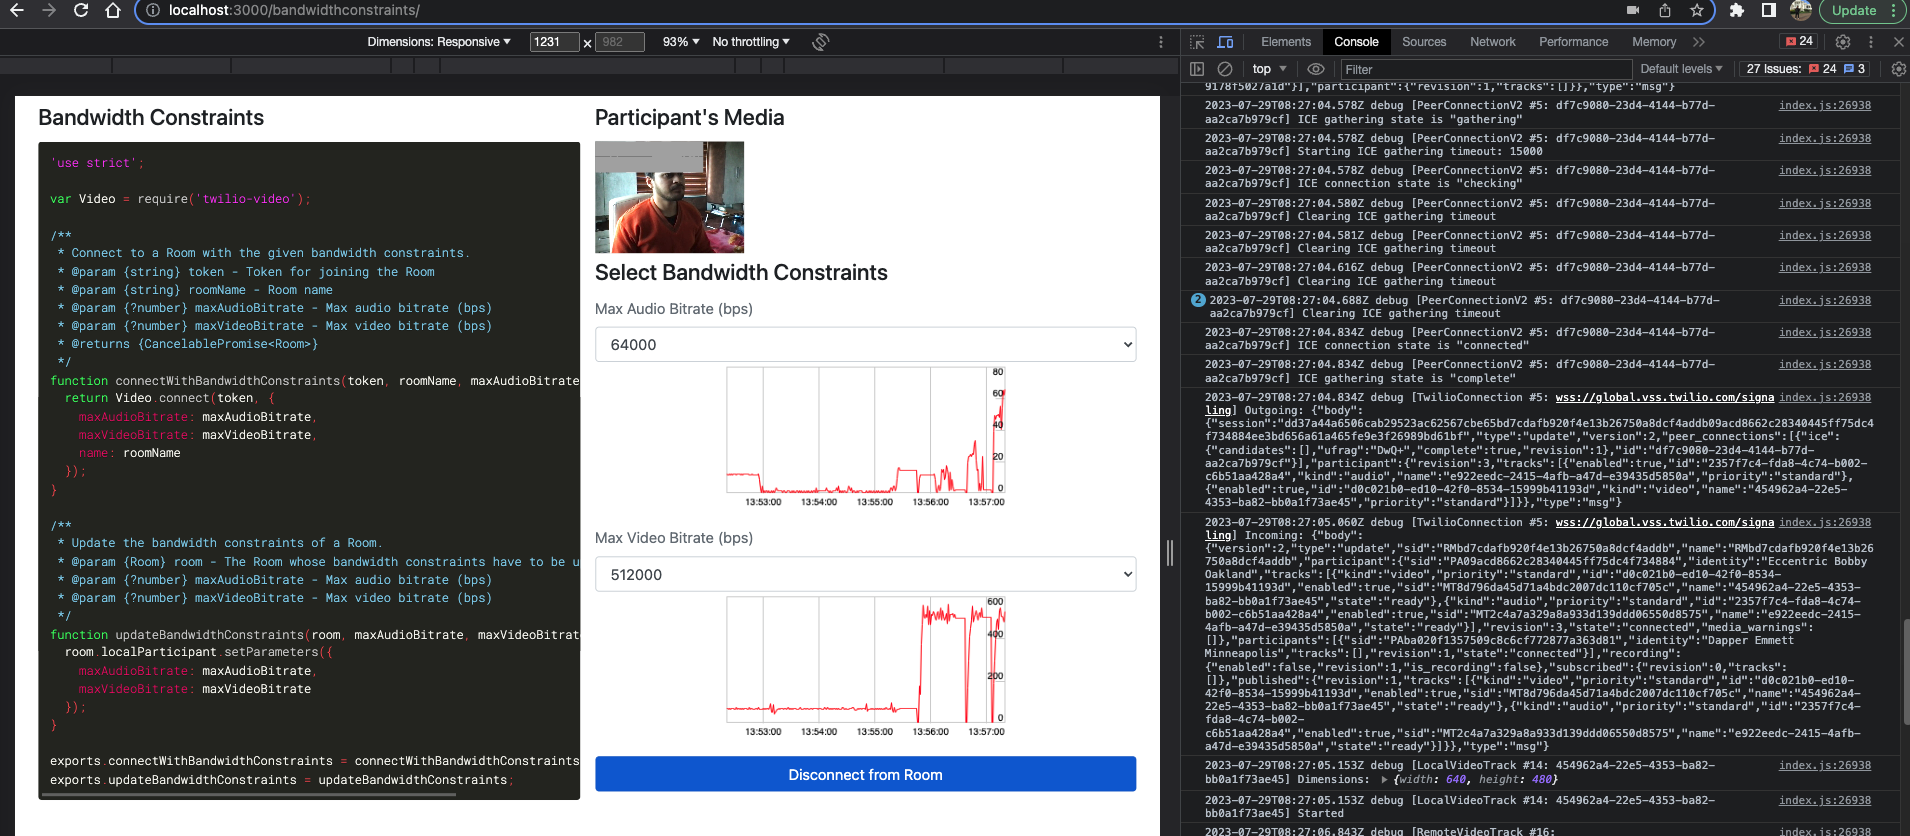 localhost:3000/bandwidthconstraints/
Update
Dimensions: Responsive
1231
×
982
93%
No throttling
Elements
Console
Sources
Network
Performance
Memory
24
top
Filter
Default levels
27 Issues:
24
3
Bandwidth Constraints
'use strict';
var Video = require('twilio-video');
/**
* Connect to a Room with the given bandwidth constraints.
* @param {string} token - Token for joining the Room
* @param {string} roomName - Room name
* @param {?number} maxAudioBitrate - Max audio bitrate (bps)
* @param {?number} maxVideoBitrate - Max video bitrate (bps)
* @returns {CancelablePromise<Room>}
*/
function connectWithBandwidthConstraints(token, roomName, maxAudioBitrate
return Video.connect(token, {
maxAudioBitrate: maxAudioBitrate,
maxVideoBitrate: maxVideoBitrate,
name: roomName
});
}
/**
* Update the bandwidth constraints of a Room.
* @param {Room} room - The Room whose bandwidth constraints have to be u
* @param {?number} maxAudioBitrate - Max audio bitrate (bps)
* @param {?number} maxVideoBitrate - Max video bitrate (bps)
*/
function updateBandwidthConstraints(room, maxAudioBitrate, maxVideoBitrat
room.localParticipant.setParameters({
maxAudioBitrate: maxAudioBitrate,
maxVideoBitrate: maxVideoBitrate
});
}
exports.connectWithBandwidthConstraints = connectWithBandwidthConstraints
exports.updateBandwidthConstraints = updateBandwidthConstraints;
Participant's Media
Select Bandwidth Constraints
Max Audio Bitrate (bps)
64000
80
60
40
20
0
13:53:00 13:54:00 13:55:00 13:56:00 13:57:00
Max Video Bitrate (bps)
512000
600
400
200
0
13:53:00 13:54:00 13:55:00 13:56:00 13:57:00
Disconnect from Room
9178f5027a1d"}],"participant":{"revision":1,"tracks":[]}},"type":"msg"}
2023-07-29T08:27:04.578Z debug [PeerConnectionV2 #5: df7c9080-23d4-4144-b77d- index.js:26938
aa2ca7b979cf] ICE gathering state is "gathering"
2023-07-29T08:27:04.578Z debug [PeerConnectionV2 #5: df7c9080-23d4-4144-b77d- index.js:26938
aa2ca7b979cf] Starting ICE gathering timeout: 15000
2023-07-29T08:27:04.578Z debug [PeerConnectionV2 #5: df7c9080-23d4-4144-b77d- index.js:26938
aa2ca7b979cf] ICE connection state is "checking"
2023-07-29T08:27:04.580Z debug [PeerConnectionV2 #5: df7c9080-23d4-4144-b77d- index.js:26938
aa2ca7b979cf] Clearing ICE gathering timeout
2023-07-29T08:27:04.581Z debug [PeerConnectionV2 #5: df7c9080-23d4-4144-b77d- index.js:26938
aa2ca7b979cf] Clearing ICE gathering timeout
2023-07-29T08:27:04.616Z debug [PeerConnectionV2 #5: df7c9080-23d4-4144-b77d- index.js:26938
aa2ca7b979cf] Clearing ICE gathering timeout
2 2023-07-29T08:27:04.688Z debug [PeerConnectionV2 #5: df7c9080-23d4-4144-b77d- index.js:26938
aa2ca7b979cf] Clearing ICE gathering timeout
2023-07-29T08:27:04.834Z debug [PeerConnectionV2 #5: df7c9080-23d4-4144-b77d- index.js:26938
aa2ca7b979cf] ICE connection state is "connected"
2023-07-29T08:27:04.834Z debug [PeerConnectionV2 #5: df7c9080-23d4-4144-b77d- index.js:26938
aa2ca7b979cf] ICE gathering state is "complete"
2023-07-29T08:27:04.834Z debug [TwilioConnection #5: wss://global.vss.twilio.com/signa index.js:26938
ling] Outgoing: {"body":
{"session":"dd37a44a6506cab29523ac62567cbe65bd7cdafb920f4e13b26750a8dcf4addb09acd8662c28340445ff75dc4
f734884ee3bd656a61a465fe9e3f26989bd61bf","type":"update","version":2,"peer_connections":[{"ice":
{"candidates":[],"ufrag":"DwQ+","complete":true,"revision":1},"id":"df7c9080-23d4-4144-b77d-
aa2ca7b979cf"}],"participant":{"revision":3,"tracks":[{"enabled":true,"id":"2357f7c4-fda8-4c74-b002-
c6b51aa428a4","kind":"audio","name":"e922eedc-2415-4afb-a47d-e39435d5850a","priority":"standard"},
{"enabled":true,"id":"d0c021b0-ed10-42f0-8534-15999b41193d","kind":"video","name":"454962a4-22e5-
4353-ba82-bb0a1f73ae45","priority":"standard"}]}},"type":"msg"}
2023-07-29T08:27:05.060Z debug [TwilioConnection #5: wss://global.vss.twilio.com/signa index.js:26938
ling] Incoming: {"body":
{"version":2,"type":"update","sid":"RMbd7cdafb920f4e13b26750a8dcf4addb","name":"RMbd7cdafb920f4e13b26
750a8dcf4addb","participant":{"sid":"PA09acd8662c28340445ff75dc4f734884","identity":"Eccentric Bobby
Oakland","tracks":[{"kind":"video","priority":"standard","id":"d0c021b0-ed10-42f0-8534-
15999b41193d","enabled":true,"sid":"MT8d796da45d71a4bdc2007dc110cf705c","name":"454962a4-22e5-4353-
ba82-bb0a1f73ae45","state":"ready"},{"kind":"audio","priority":"standard","id":"2357f7c4-fda8-4c74-
b002-c6b51aa428a4","enabled":true,"sid":"MT2c4a7a329a8a933d139ddd06550d8575","name":"e922eedc-2415-
4afb-a47d-e39435d5850a","state":"ready"}],"revision":3,"state":"connected","media_warnings":
[]},"participants":[{"sid":"PAba020f1357509c8c6cf772877a363d81","identity":"Dapper Emmett
Minneapolis","tracks":[],"revision":1,"state":"connected"}],"recording":
{"enabled":false,"revision":1,"is_recording":false},"subscribed":{"revision":0,"tracks":
[]},"published":{"revision":1,"tracks":[{"kind":"video","priority":"standard","id":"d0c021b0-ed10-
42f0-8534-15999b41193d","enabled":true,"sid":"MT8d796da45d71a4bdc2007dc110cf705c","name":"454962a4-
22e5-4353-ba82-bb0a1f73ae45","state":"ready"},{"kind":"audio","priority":"standard","id":"2357f7c4-
fda8-4c74-b002-
c6b51aa428a4","enabled":true,"sid":"MT2c4a7a329a8a933d139ddd06550d8575","name":"e922eedc-2415-4afb-
a47d-e39435d5850a","state":"ready"}]}},"type":"msg"}
2023-07-29T08:27:05.153Z debug [LocalVideoTrack #14: 454962a4-22e5-4353-ba82- index.js:26938
bb0a1f73ae45] Dimensions: {width: 640, height: 480}
2023-07-29T08:27:05.153Z debug [LocalVideoTrack #14: 454962a4-22e5-4353-ba82- index.js:26938
bb0a1f73ae45] Started
2023-07-29T08:27:06.843Z debug [RemoteVideoTrack #16: index.js:26938